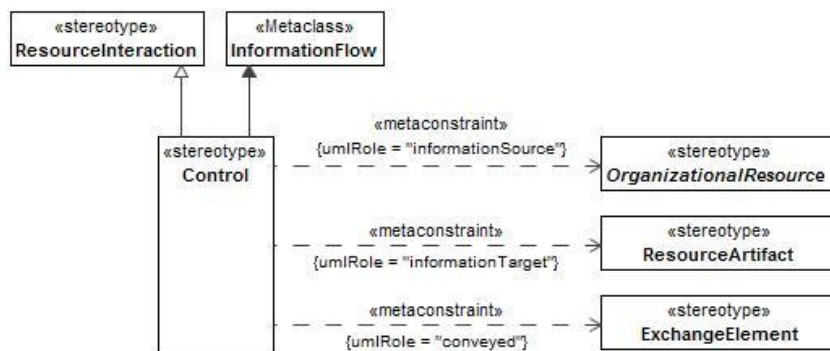 «stereotype»
ResourceInteraction
«Metaclass»
InformationFlow
«stereotype»
Control
«metaconstraint»
{umlRole = "informationSource"}
«stereotype»
OrganizationalResource
«metaconstraint»
{umlRole = "informationTarget"}
«stereotype»
ResourceArtifact
«metaconstraint»
{umlRole = "conveyed"}
«stereotype»
ExchangeElement